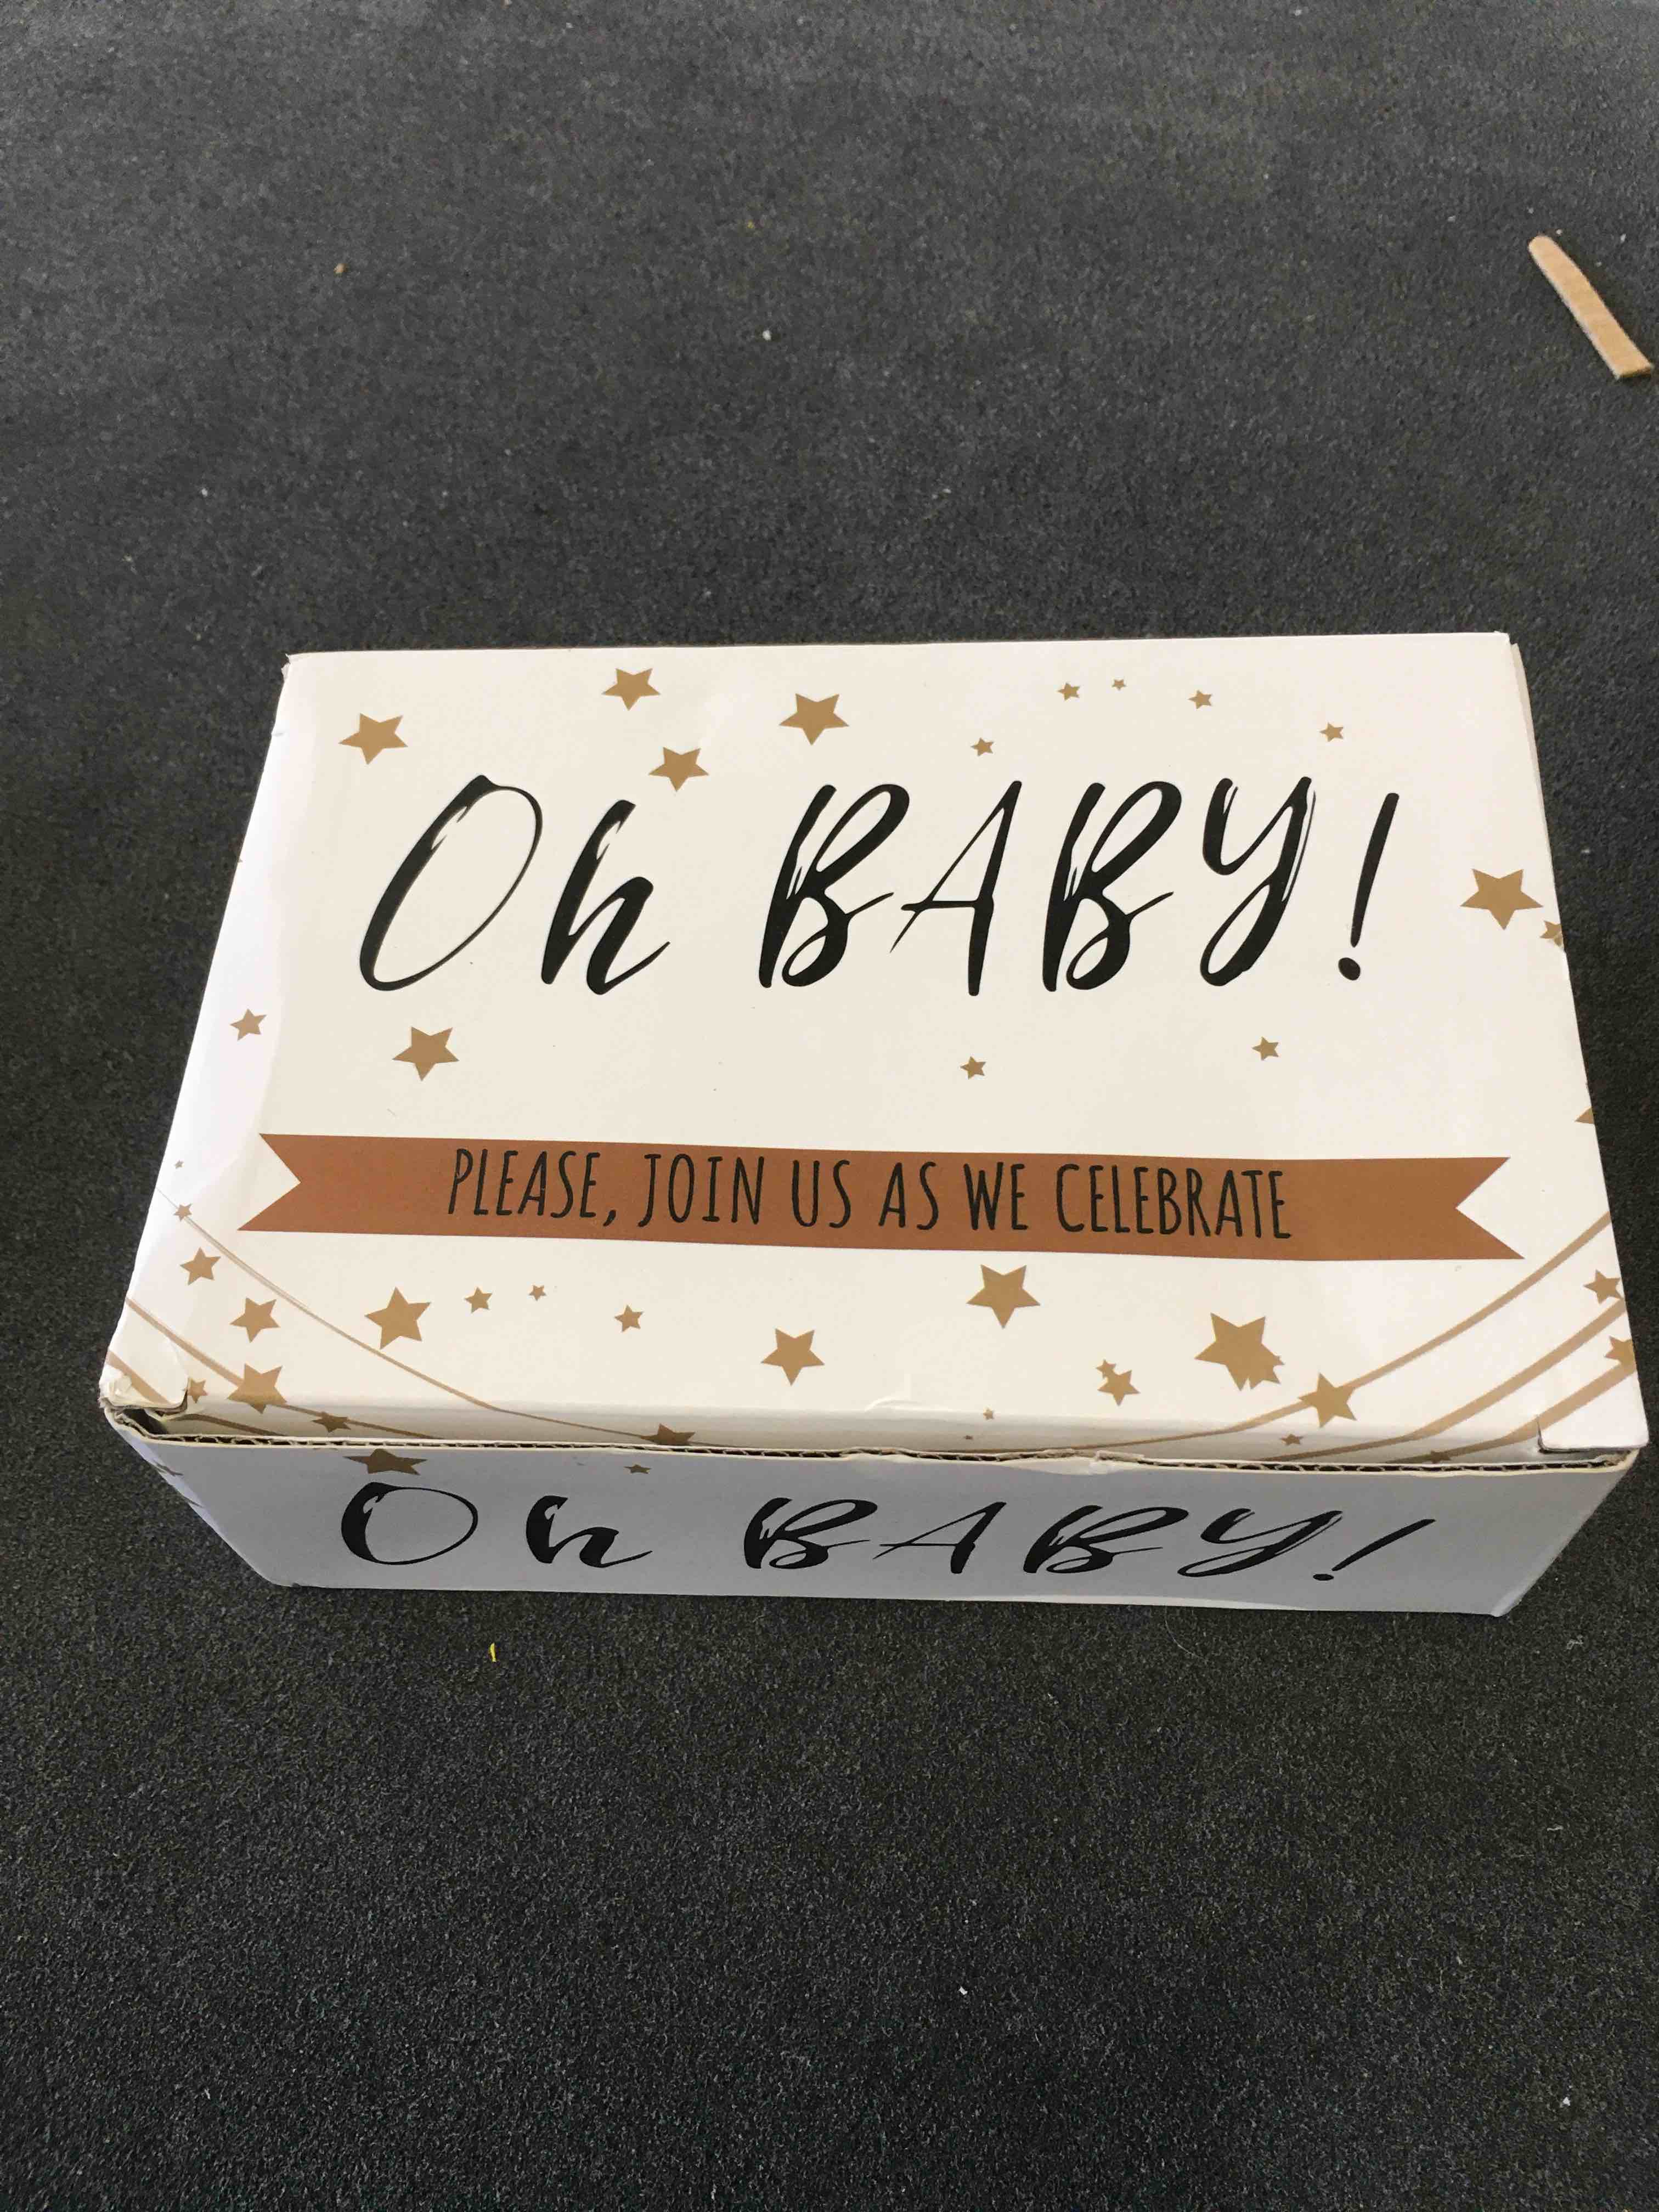 Oh BABY!
PLEASE, JOIN US AS WE CELEBRATE
Oh BABY!